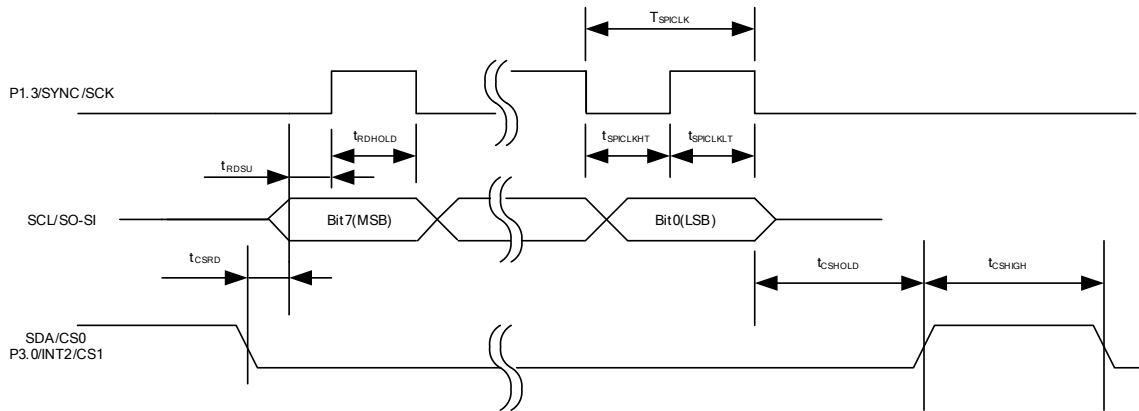 TSPICLK
P1.3/SYNC/SCK
tRDHOLD
tSPICLKHT
tSPICLKLT
tRDSU
SCL/SO-SI
Bit7(MSB)
Bit0(LSB)
tCSRD
tCSHOLD
tCSHIGH
SDA/CS0
P3.0/INT2/CS1